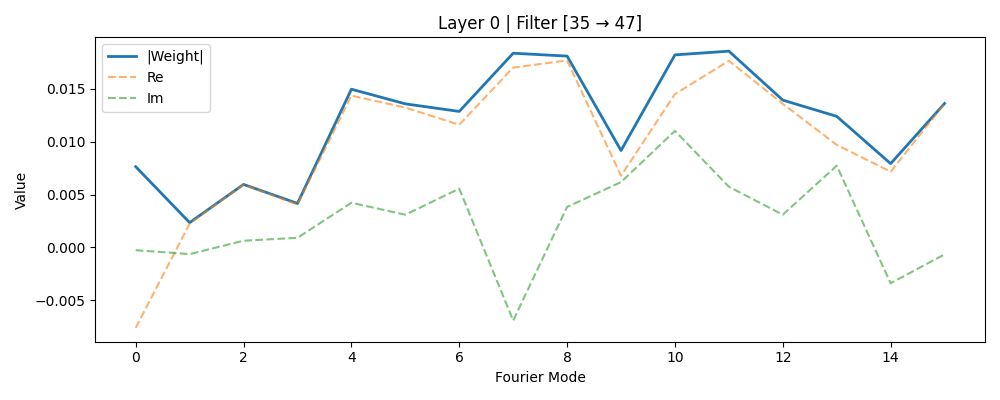 Layer 0 | Filter [35 → 47]
|Weight|
Re
Im
Value
0.015
0.010
0.005
0.000
−0.005
0 2 4 6 8 10 12 14
Fourier Mode